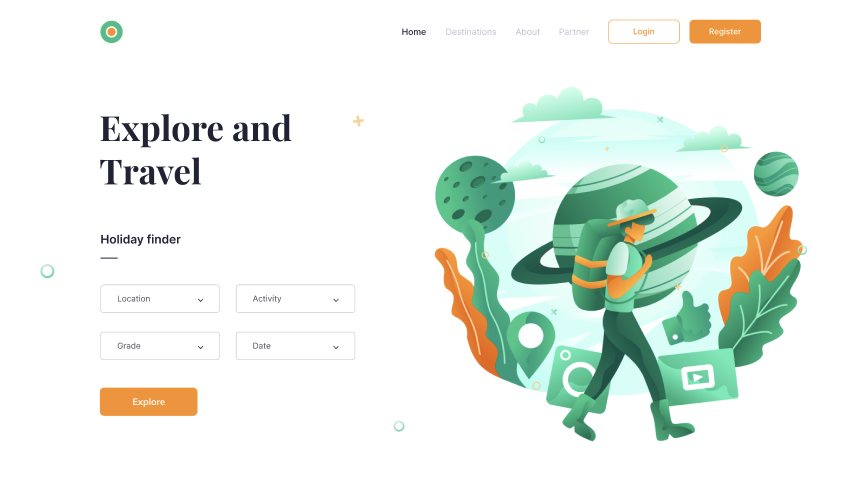 Home Destinations About Partner Login Register
Explore and
Travel
Holiday finder
Location Activity
Grade Date
Explore